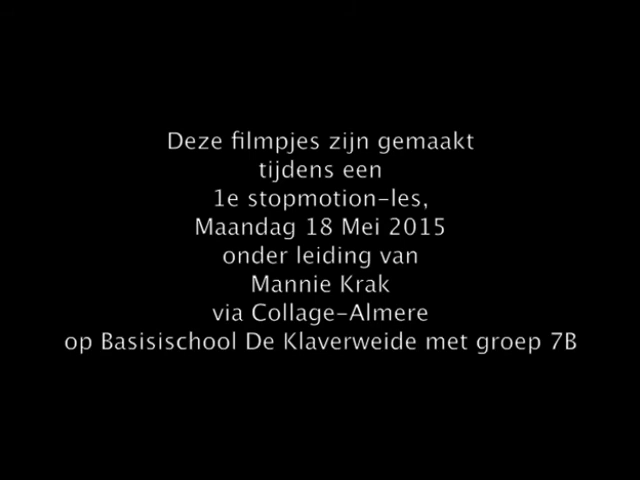 Deze filmpjes zijn gemaakt
tijdens een
1e stopmotion-les,
Maandag 18 Mei 2015
onder leiding van
Mannie Krak
via Collage-Almere
op Basisischool De Klaverweide met groep 7B